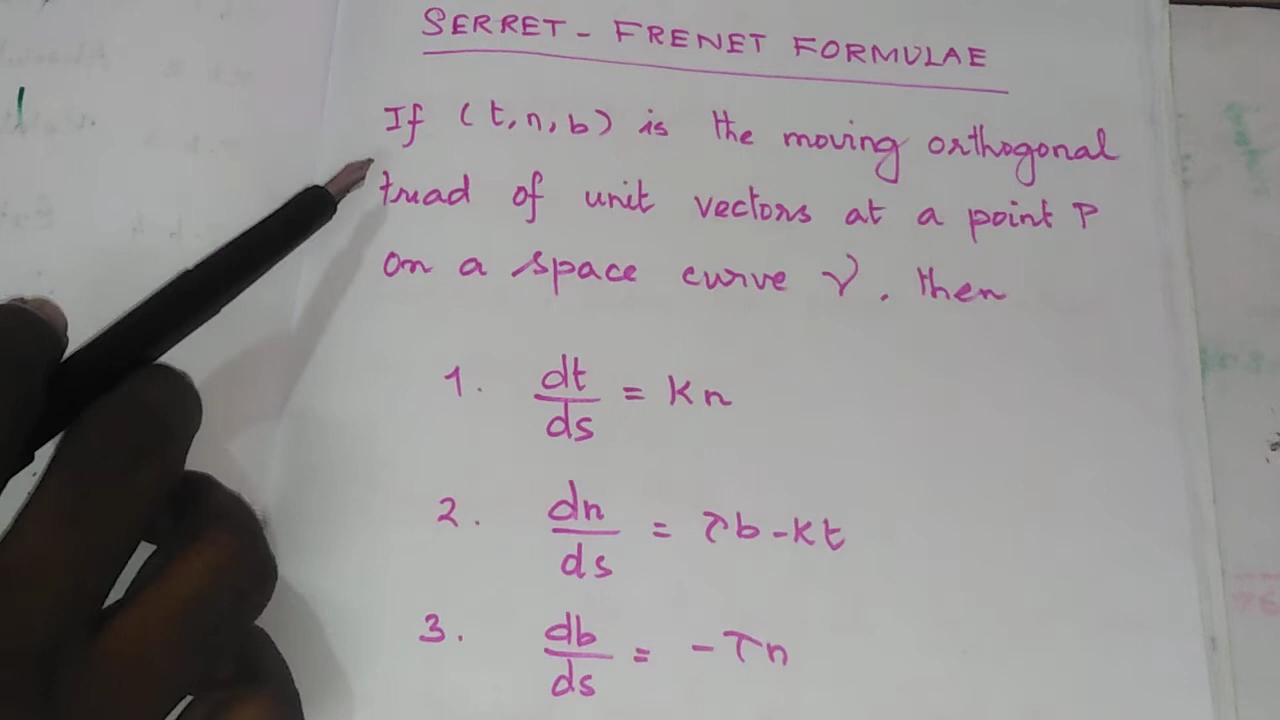 SERRET - FRENET FORMULAE
If (t, n, b) is the moving orthogonal
triad of unit vectors at a point P
on a space curve γ. then
1. dt/ds = kn
2. dn/ds = τb - kt
3. db/ds = -τn